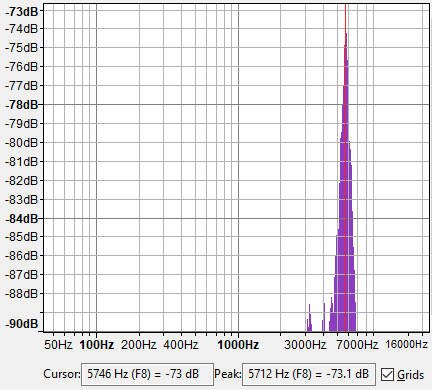 -73dB
-74dB
-75dB
-76dB
-77dB
-78dB
-79dB
-80dB
-81dB
-82dB
-83dB
-84dB
-85dB
-86dB
-87dB
-88dB
-90dB
50Hz 100Hz 200Hz 400Hz 1000Hz 3000Hz 7000Hz 16000Hz
Cursor: 5746 Hz (F8) = -73 dB Peak: 5712 Hz (F8) = -73.1 dB Grids